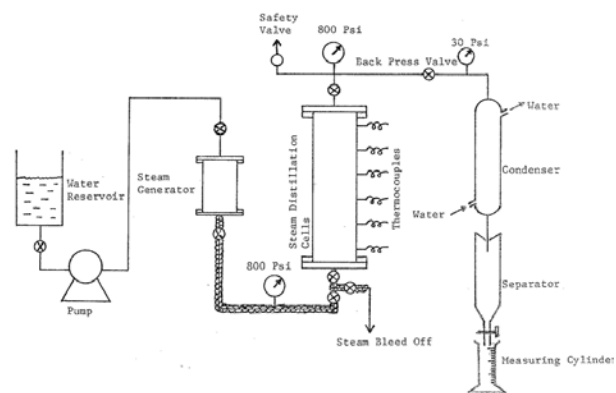 Safety
Valve
800 Psi
30 Psi
Back Press Valve
Water
Water
Reservoir
Steam
Generator
Steam Distillation
Cells
Thermocouples
Condenser
Water
800 Psi
Separator
Pump
Steam Bleed Off
Measuring Cylinder